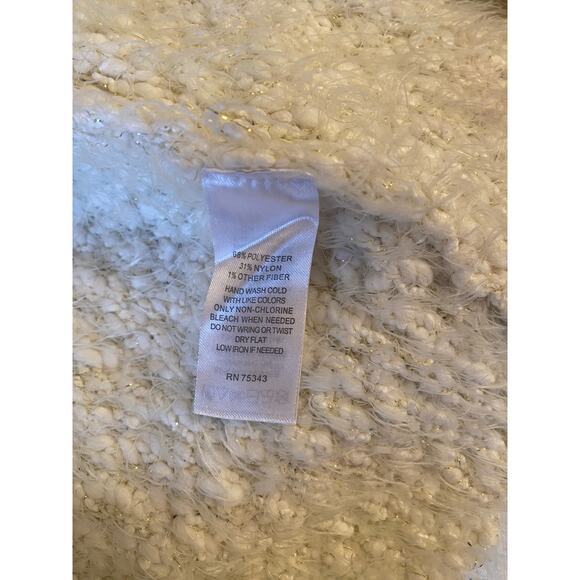 68% POLYESTER
31% NYLON
1% OTHER FIBER
HAND WASH COLD
WITH LIKE COLORS
ONLY NON-CHLORINE
BLEACH WHEN NEEDED
DO NOT WRING OR TWIST
DRY FLAT
LOW IRON IF NEEDED
RN 75343